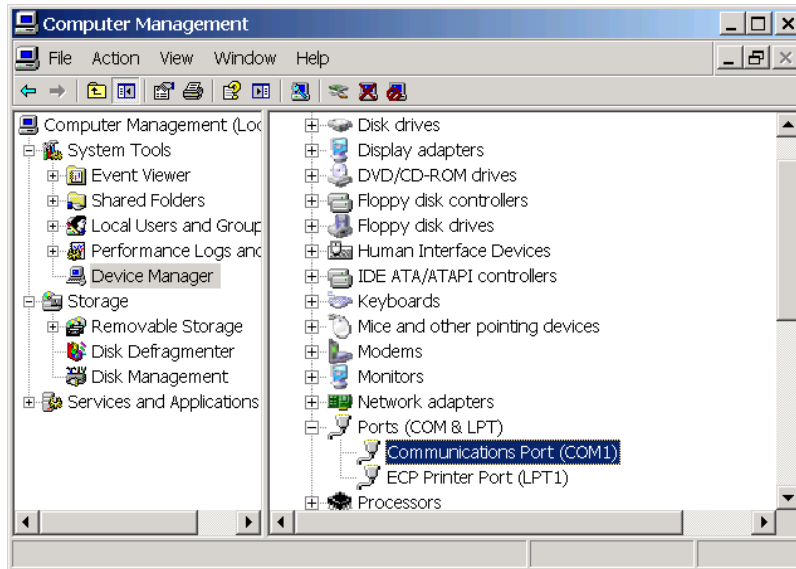 Computer Management
File Action View Window Help
Computer Management (Loc
System Tools
Event Viewer
Shared Folders
Local Users and Group
Performance Logs and
Device Manager
Storage
Removable Storage
Disk Defragmenter
Disk Management
Services and Applications
Disk drives
Display adapters
DVD/CD-ROM drives
Floppy disk controllers
Floppy disk drives
Human Interface Devices
IDE ATA/ATAPI controllers
Keyboards
Mice and other pointing devices
Modems
Monitors
Network adapters
Ports (COM & LPT)
Communications Port (COM1)
ECP Printer Port (LPT1)
Processors